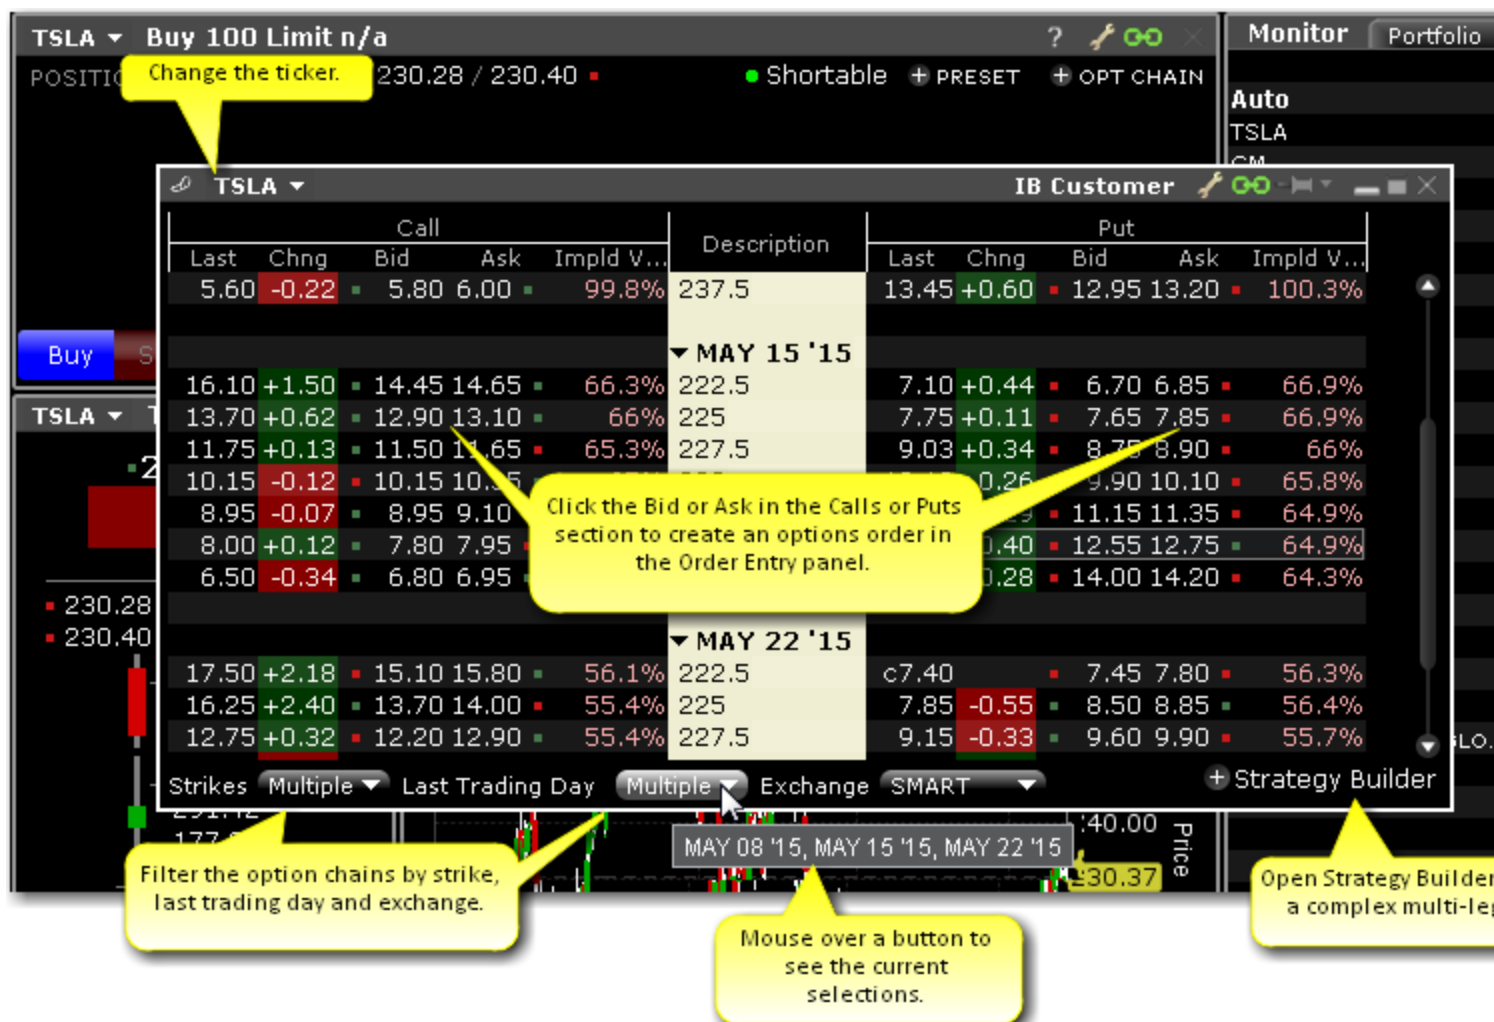 TSLA Buy 100 Limit n/a ?
Monitor Portfolio
Change the ticker.
230.28 / 230.40 Shortable + PRESET + OPT CHAIN
Auto
TSLA
TSLA IB Customer
Call Description Put
Last Chng Bid Ask Impld V... Last Chng Bid Ask Impld V...
5.60 -0.22 5.80 6.00 99.8% 237.5 13.45 +0.60 12.95 13.20 100.3%
MAY 15 '15
Buy
16.10 +1.50 14.45 14.65 66.3% 222.5 7.10 +0.44 6.70 6.85 66.9%
TSLA
13.70 +0.62 12.90 13.10 66% 225 7.75 +0.11 7.65 7.85 66.9%
11.75 +0.13 11.50 11.65 65.3% 227.5 9.03 +0.34 8.75 8.90 66%
10.15 -0.12 10.15 0.26 9.90 10.10 65.8%
8.95 -0.07 8.95 9.10 11.15 11.35 64.9%
8.00 +0.12 7.80 7.95 12.55 12.75 64.9%
6.50 -0.34 6.80 6.95 14.00 14.20 64.3%
Click the Bid or Ask in the Calls or Puts
section to create an options order in
the Order Entry panel.
230.28
230.40
MAY 22 '15
17.50 +2.18 15.10 15.80 56.1% 222.5 c7.40 7.45 7.80 56.3%
16.25 +2.40 13.70 14.00 55.4% 225 7.85 -0.55 8.50 8.85 56.4%
12.75 +0.32 12.20 12.90 55.4% 227.5 9.15 -0.33 9.60 9.90 55.7%
Strikes Multiple Last Trading Day Multiple Exchange SMART + Strategy Builder
MAY 08 '15, MAY 15 '15, MAY 22 '15
Price
Filter the option chains by strike,
last trading day and exchange.
Mouse over a button to
see the current
selections.
Open Strategy Builder
a complex